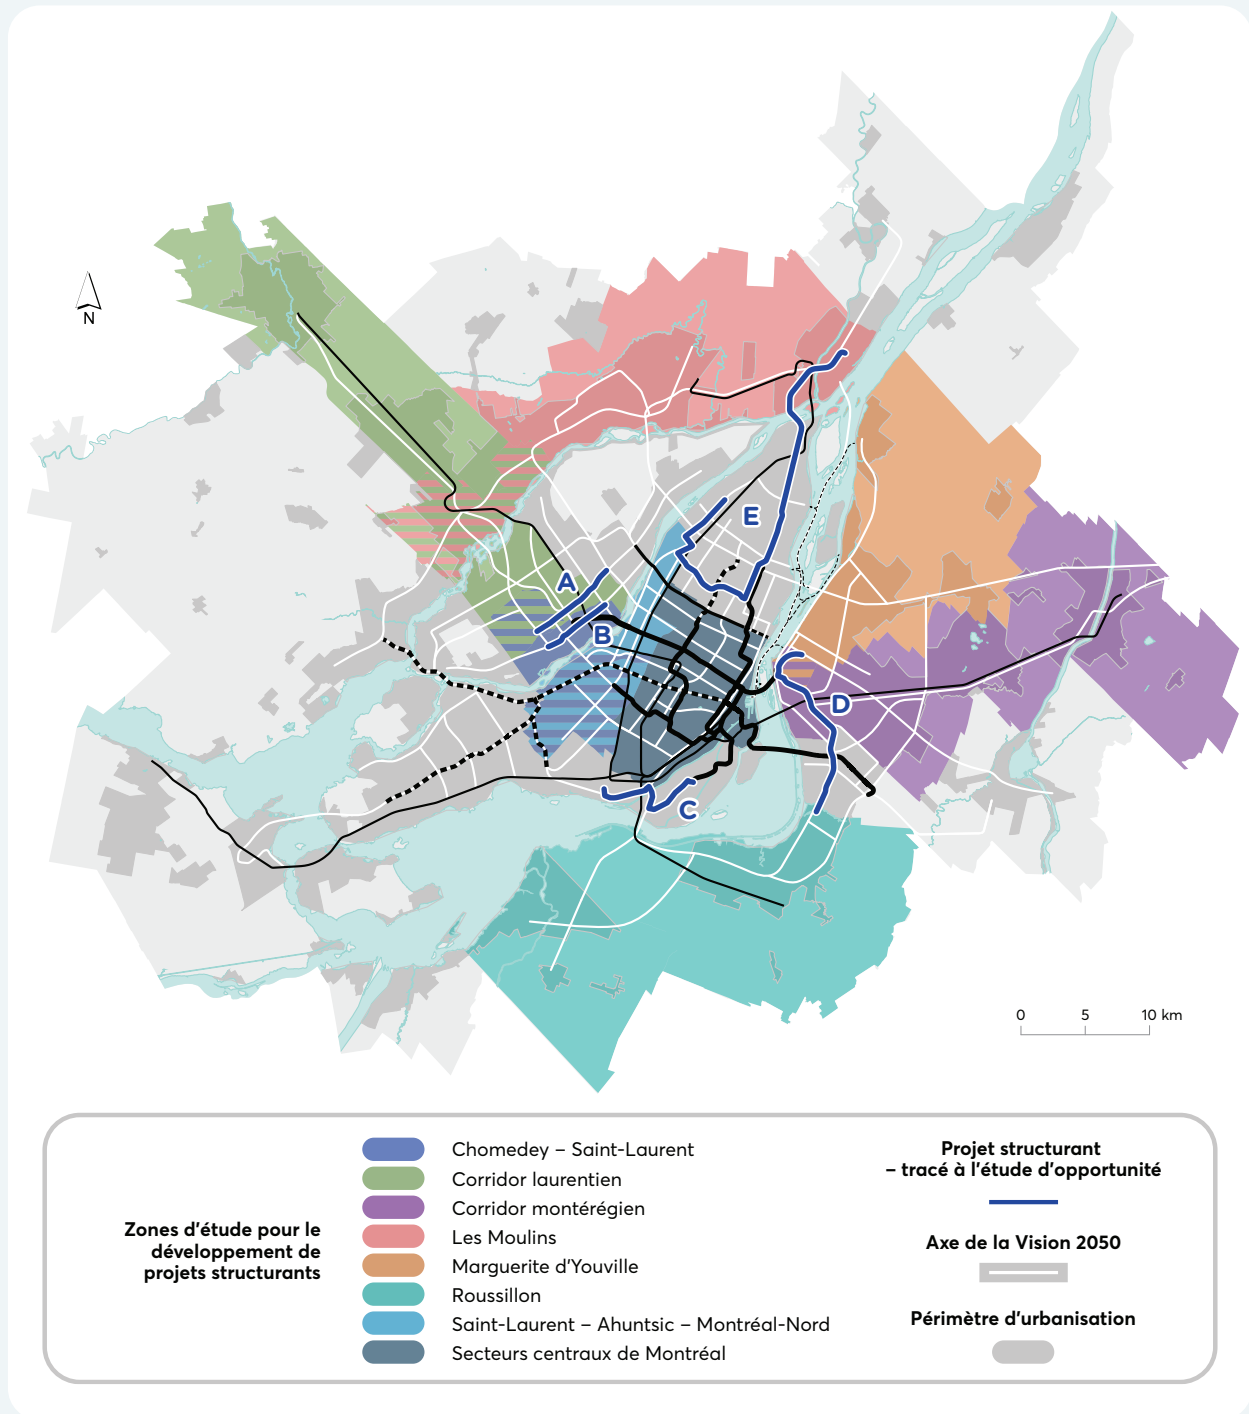 N
A
B
C
D
E
0 5 10 km
Zones d'étude pour le
développement de
projets structurants
Chomedey – Saint-Laurent
Corridor laurentien
Corridor montérégien
Les Moulins
Marguerite d'Youville
Roussillon
Saint-Laurent – Ahuntsic – Montréal-Nord
Secteurs centraux de Montréal
Projet structurant
– tracé à l'étude d'opportunité
Axe de la Vision 2050
Périmètre d'urbanisation